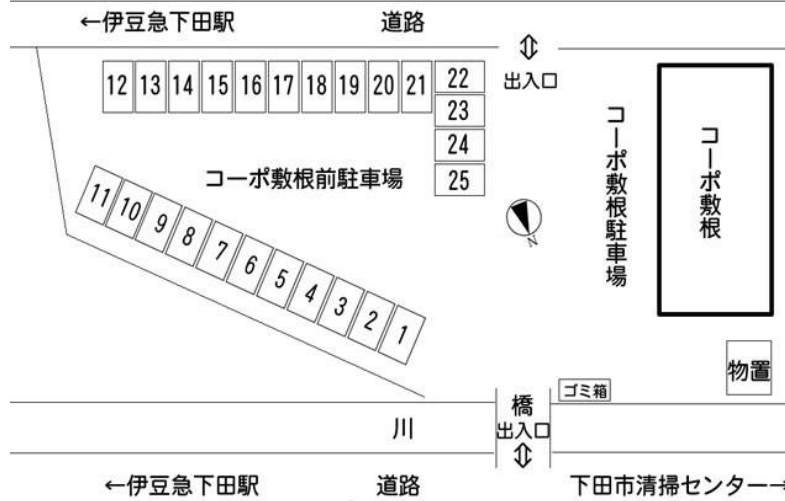 ←伊豆急下田駅 道路
出入口
12 13 14 15 16 17 18 19 20 21 22
23
24
25
コーポ敷根前駐車場
コーポ敷根駐車場
コーポ敷根
11 10 9 8 7 6 5 4 3 2 1
N
物置
ゴミ箱
橋
出入口
川
←伊豆急下田駅 道路 下田市清掃センター→